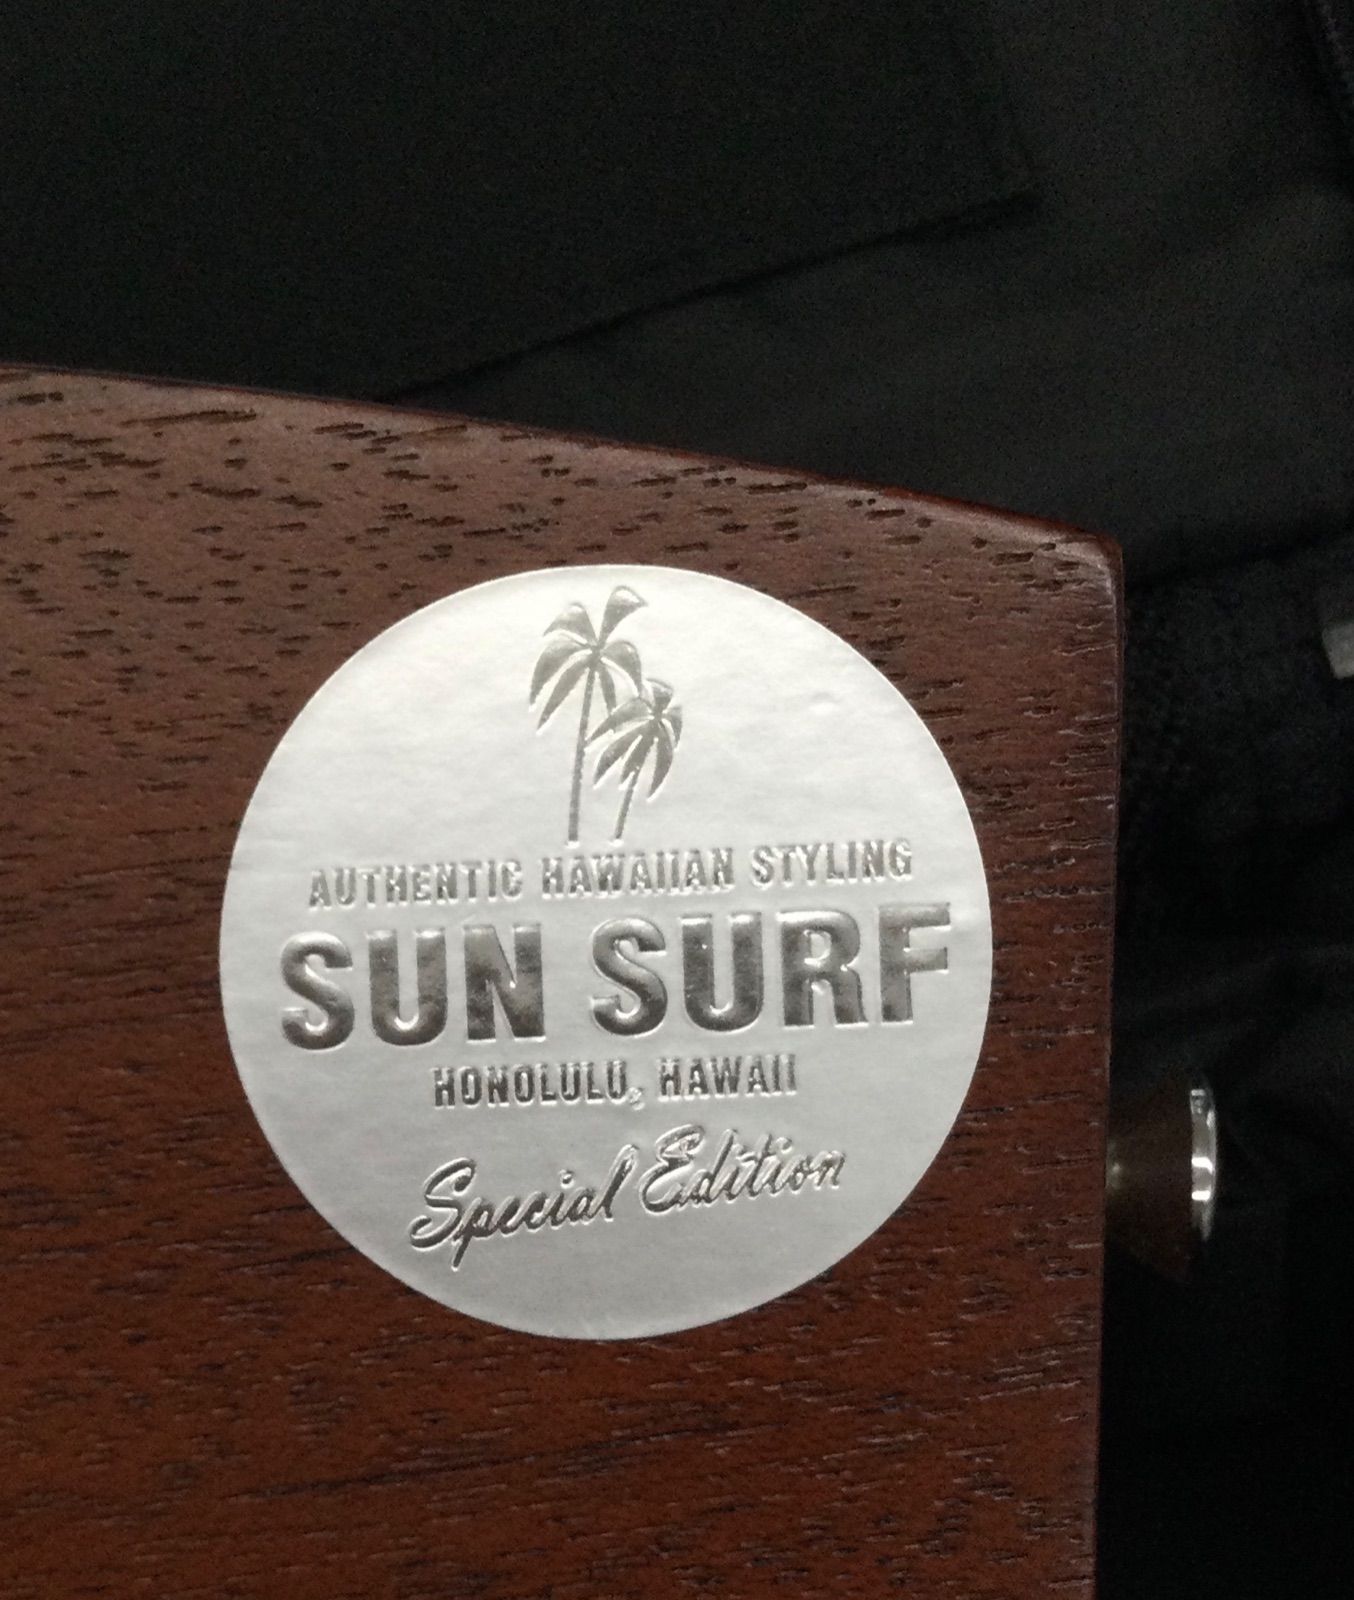 AUTHENTIC HAWAIIAN STYLING
SUN SURF
HONOLULU, HAWAII
Special Edition